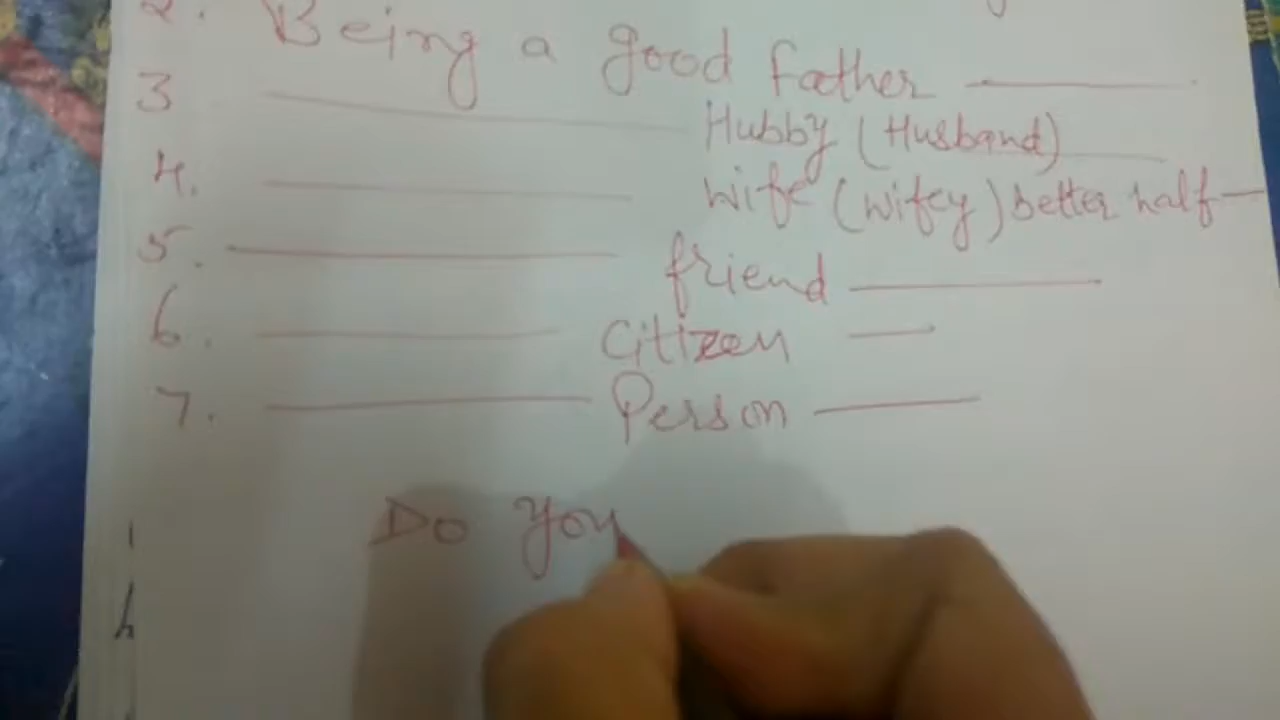 2. Being a good father
3 Hubby (Husband)
4. Wife (wifey) better half
5. friend
6. Citizen
7. Person
Do you